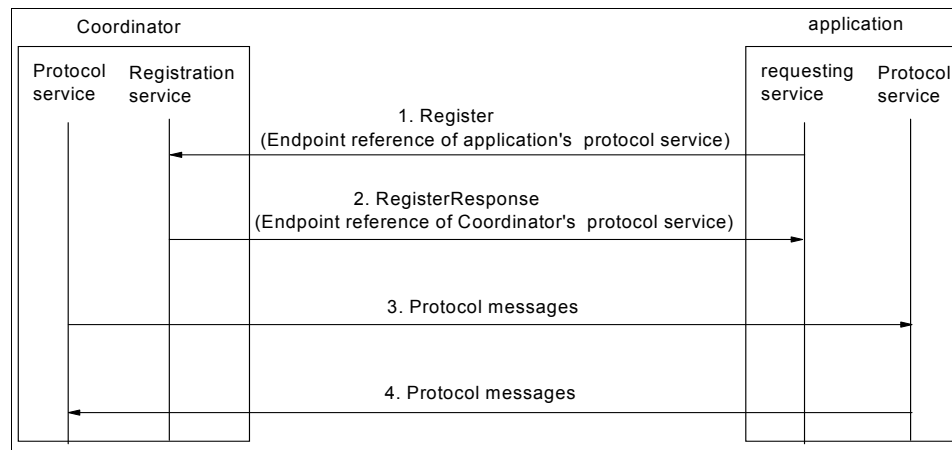 Coordinator
application
Protocol service
Registration service
requesting service
Protocol service
1. Register
(Endpoint reference of application's protocol service)
2. RegisterResponse
(Endpoint reference of Coordinator's protocol service)
3. Protocol messages
4. Protocol messages